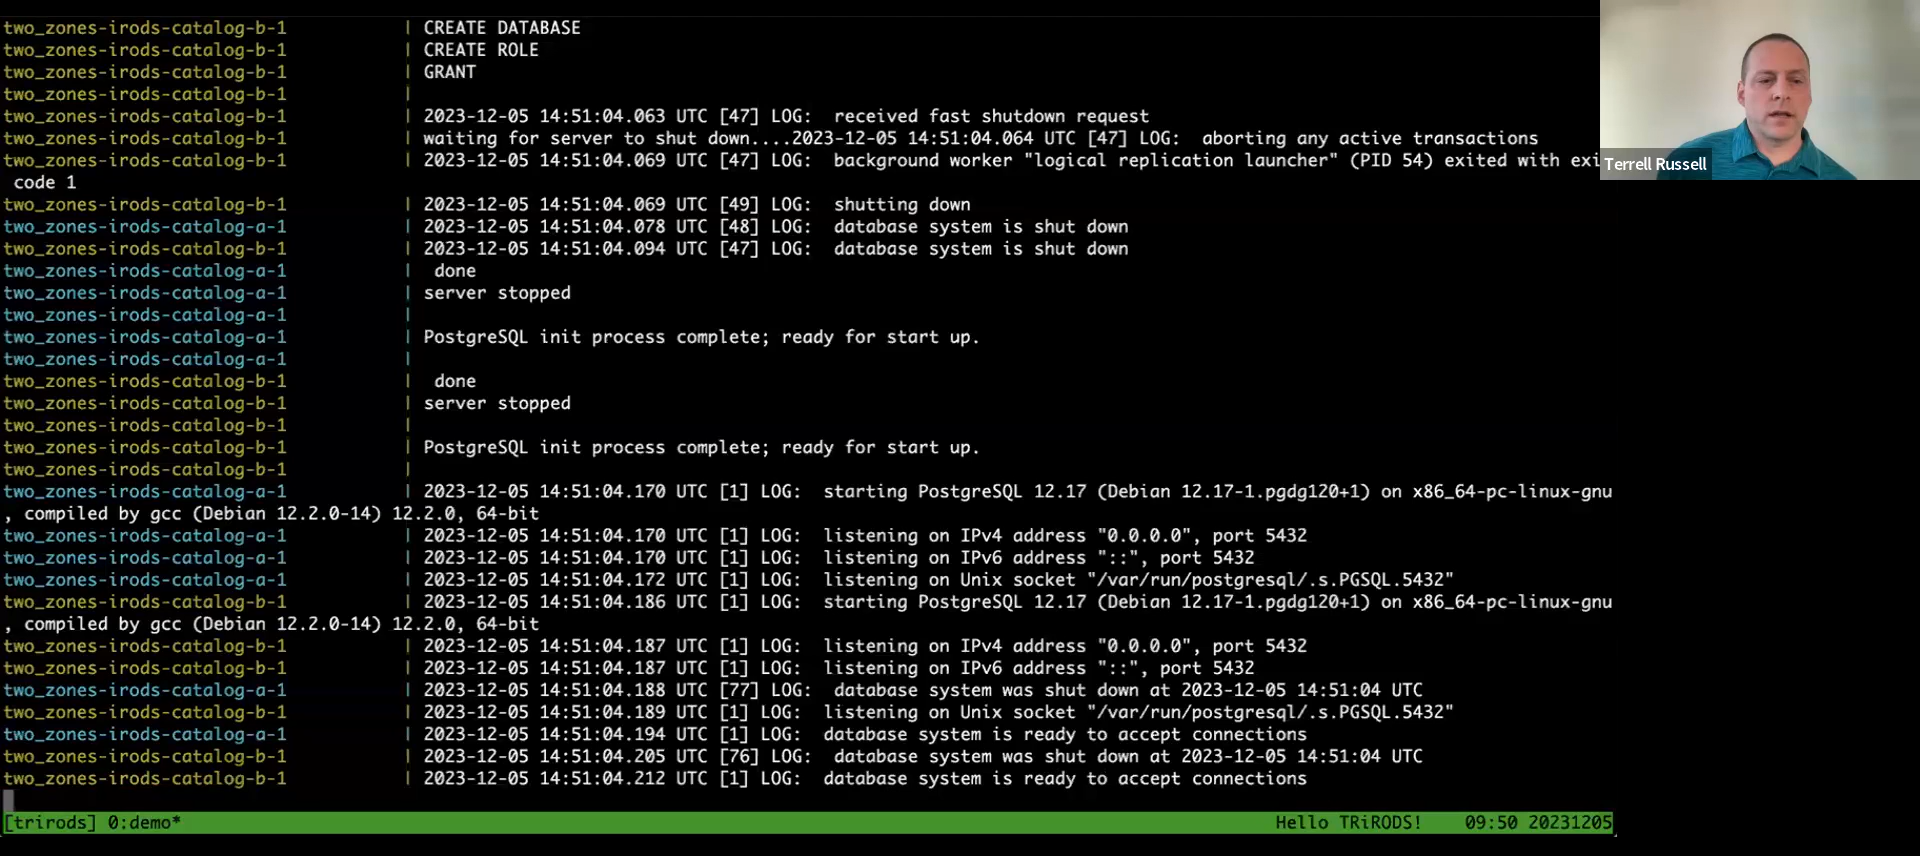 two_zones-irods-catalog-b-1 | CREATE DATABASE
two_zones-irods-catalog-b-1 | CREATE ROLE
two_zones-irods-catalog-b-1 | GRANT
two_zones-irods-catalog-b-1 |
two_zones-irods-catalog-b-1 | 2023-12-05 14:51:04.063 UTC [47] LOG:  received fast shutdown request
two_zones-irods-catalog-b-1 | waiting for server to shut down....2023-12-05 14:51:04.064 UTC [47] LOG:  aborting any active transactions
two_zones-irods-catalog-b-1 | 2023-12-05 14:51:04.069 UTC [47] LOG:  background worker "logical replication launcher" (PID 54) exited with exi
Terrell Russell
code 1
two_zones-irods-catalog-b-1 | 2023-12-05 14:51:04.069 UTC [49] LOG:  shutting down
two_zones-irods-catalog-a-1 | 2023-12-05 14:51:04.078 UTC [48] LOG:  database system is shut down
two_zones-irods-catalog-b-1 | 2023-12-05 14:51:04.094 UTC [47] LOG:  database system is shut down
two_zones-irods-catalog-a-1 |  done
two_zones-irods-catalog-a-1 | server stopped
two_zones-irods-catalog-a-1 |
two_zones-irods-catalog-a-1 | PostgreSQL init process complete; ready for start up.
two_zones-irods-catalog-a-1 |
two_zones-irods-catalog-b-1 |  done
two_zones-irods-catalog-b-1 | server stopped
two_zones-irods-catalog-b-1 |
two_zones-irods-catalog-b-1 | PostgreSQL init process complete; ready for start up.
two_zones-irods-catalog-b-1 |
two_zones-irods-catalog-a-1 | 2023-12-05 14:51:04.170 UTC [1] LOG:  starting PostgreSQL 12.17 (Debian 12.17-1.pgdg120+1) on x86_64-pc-linux-gnu
, compiled by gcc (Debian 12.2.0-14) 12.2.0, 64-bit
two_zones-irods-catalog-a-1 | 2023-12-05 14:51:04.170 UTC [1] LOG:  listening on IPv4 address "0.0.0.0", port 5432
two_zones-irods-catalog-a-1 | 2023-12-05 14:51:04.170 UTC [1] LOG:  listening on IPv6 address "::", port 5432
two_zones-irods-catalog-a-1 | 2023-12-05 14:51:04.172 UTC [1] LOG:  listening on Unix socket "/var/run/postgresql/.s.PGSQL.5432"
two_zones-irods-catalog-b-1 | 2023-12-05 14:51:04.186 UTC [1] LOG:  starting PostgreSQL 12.17 (Debian 12.17-1.pgdg120+1) on x86_64-pc-linux-gnu
, compiled by gcc (Debian 12.2.0-14) 12.2.0, 64-bit
two_zones-irods-catalog-b-1 | 2023-12-05 14:51:04.187 UTC [1] LOG:  listening on IPv4 address "0.0.0.0", port 5432
two_zones-irods-catalog-b-1 | 2023-12-05 14:51:04.187 UTC [1] LOG:  listening on IPv6 address "::", port 5432
two_zones-irods-catalog-a-1 | 2023-12-05 14:51:04.188 UTC [77] LOG:  database system was shut down at 2023-12-05 14:51:04 UTC
two_zones-irods-catalog-b-1 | 2023-12-05 14:51:04.189 UTC [1] LOG:  listening on Unix socket "/var/run/postgresql/.s.PGSQL.5432"
two_zones-irods-catalog-a-1 | 2023-12-05 14:51:04.194 UTC [1] LOG:  database system is ready to accept connections
two_zones-irods-catalog-b-1 | 2023-12-05 14:51:04.205 UTC [76] LOG:  database system was shut down at 2023-12-05 14:51:04 UTC
two_zones-irods-catalog-b-1 | 2023-12-05 14:51:04.212 UTC [1] LOG:  database system is ready to accept connections
[trirods] 0:demo* Hello TRiRODS! 09:50 20231205